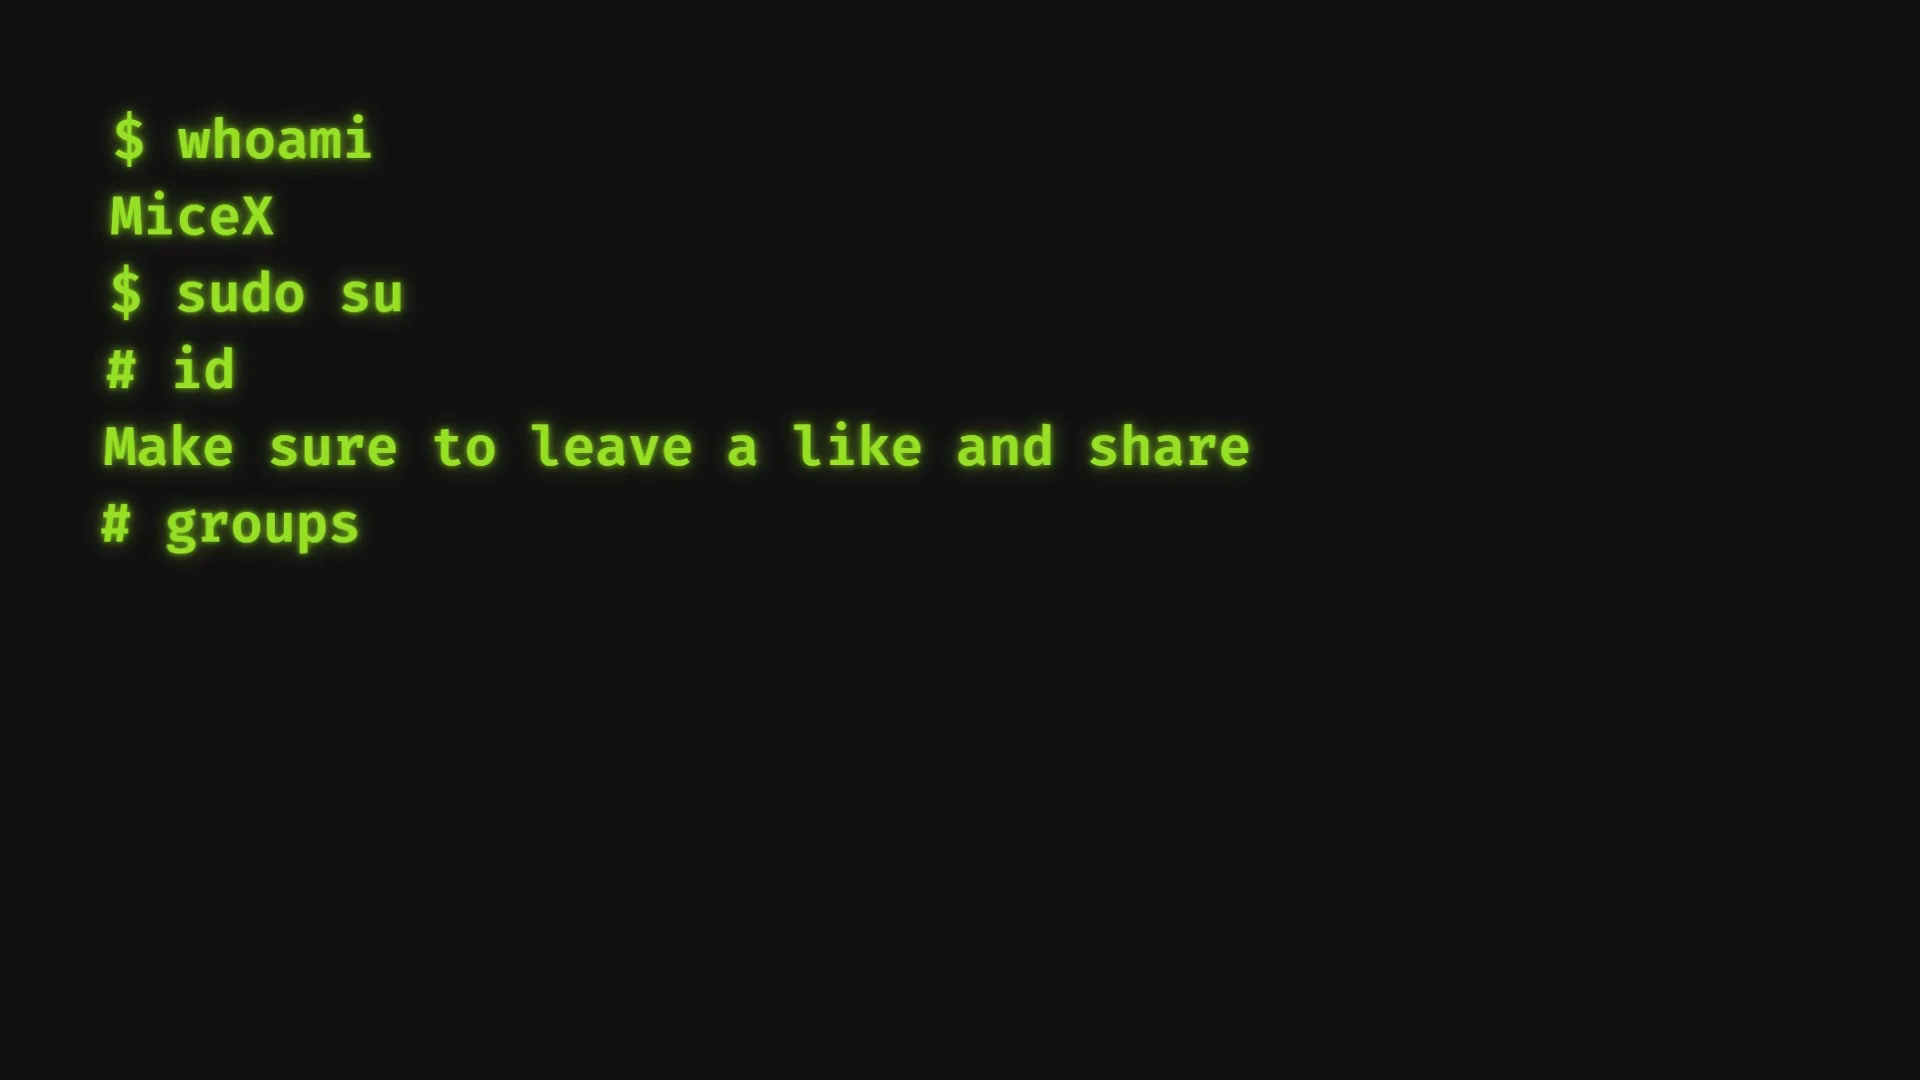 $ whoami
MiceX
$ sudo su
# id
Make sure to leave a like and share
# groups